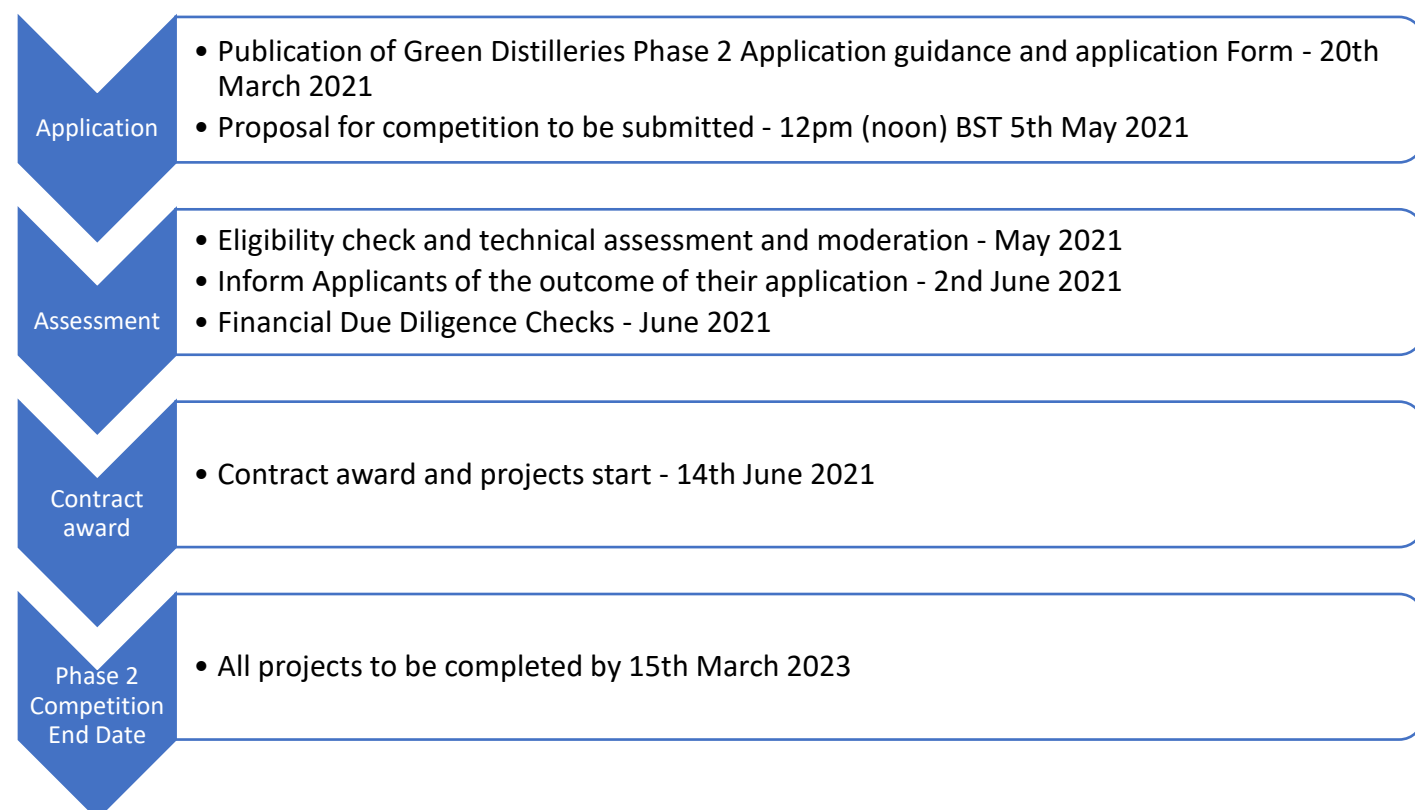 Application
• Publication of Green Distilleries Phase 2 Application guidance and application Form - 20th
March 2021
• Proposal for competition to be submitted - 12pm (noon) BST 5th May 2021
Assessment
• Eligibility check and technical assessment and moderation - May 2021
• Inform Applicants of the outcome of their application - 2nd June 2021
• Financial Due Diligence Checks - June 2021
Contract
award
• Contract award and projects start - 14th June 2021
Phase 2
Competition
End Date
• All projects to be completed by 15th March 2023